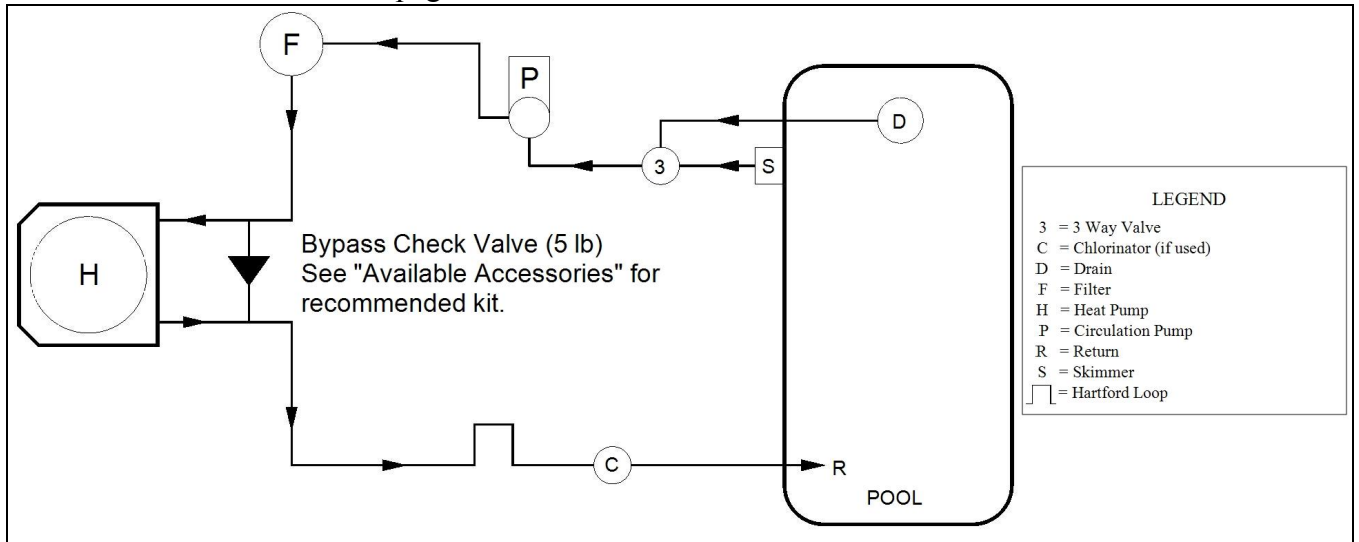 F
P
D
3
S
H
Bypass Check Valve (5 lb)
See "Available Accessories" for
recommended kit.
C
R
POOL
LEGEND
3 = 3 Way Valve
C = Chlorinator (if used)
D = Drain
F = Filter
H = Heat Pump
P = Circulation Pump
R = Return
S = Skimmer
= Hartford Loop